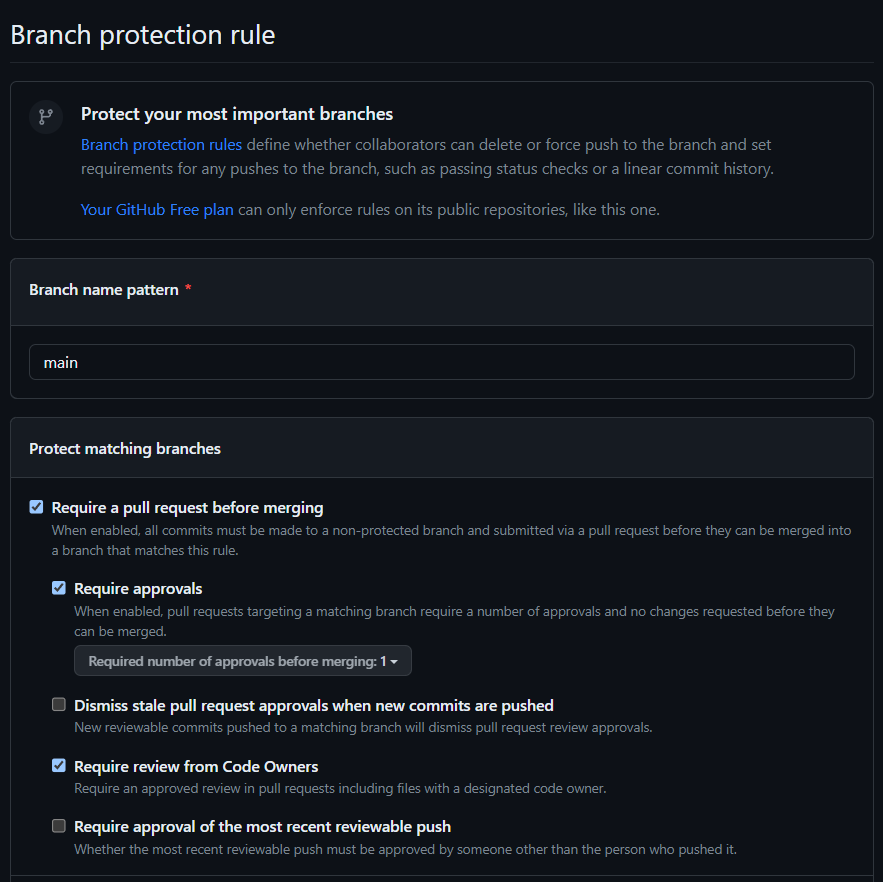 Branch protection rule
Protect your most important branches
Branch protection rules define whether collaborators can delete or force push to the branch and set
requirements for any pushes to the branch, such as passing status checks or a linear commit history.
Your GitHub Free plan can only enforce rules on its public repositories, like this one.
Branch name pattern *
main
Protect matching branches
Require a pull request before merging
When enabled, all commits must be made to a non-protected branch and submitted via a pull request before they can be merged into
a branch that matches this rule.
Require approvals
When enabled, pull requests targeting a matching branch require a number of approvals and no changes requested before they
can be merged.
Required number of approvals before merging: 1
Dismiss stale pull request approvals when new commits are pushed
New reviewable commits pushed to a matching branch will dismiss pull request review approvals.
Require review from Code Owners
Require an approved review in pull requests including files with a designated code owner.
Require approval of the most recent reviewable push
Whether the most recent reviewable push must be approved by someone other than the person who pushed it.